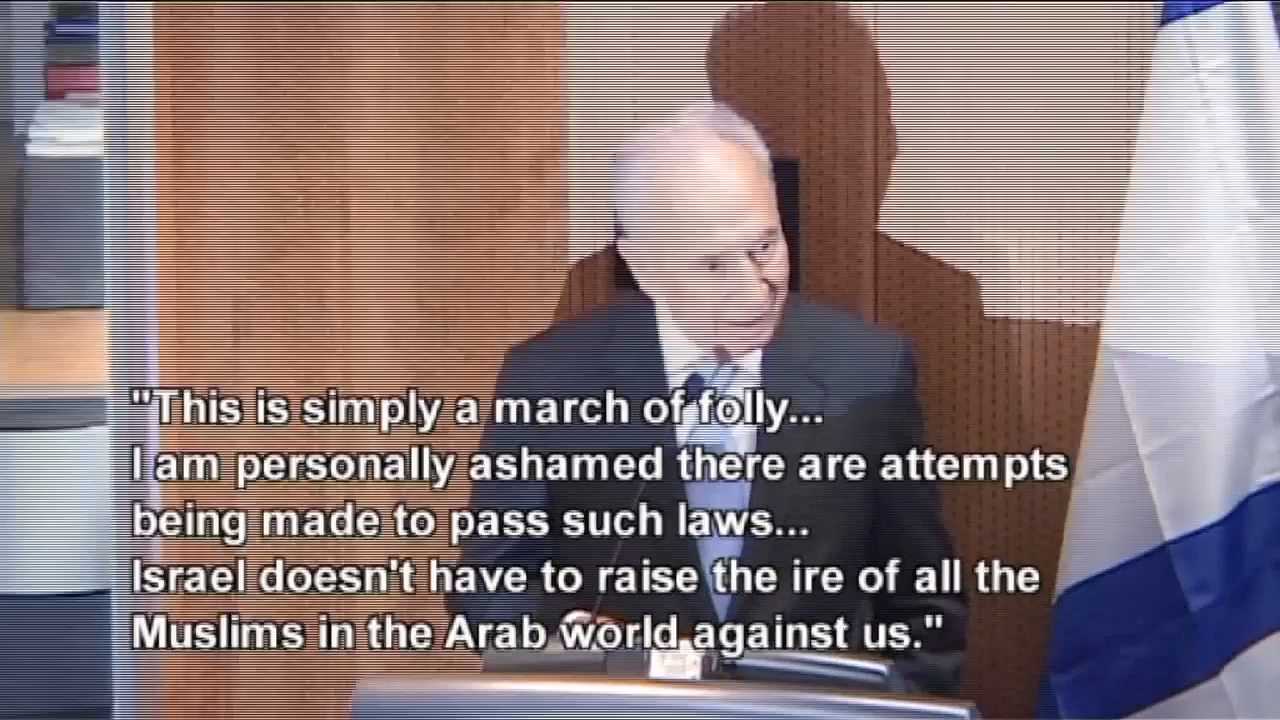 "This is simply a march of folly...
I am personally ashamed there are attempts
being made to pass such laws...
Israel doesn't have to raise the ire of all the
Muslims in the Arab world against us."